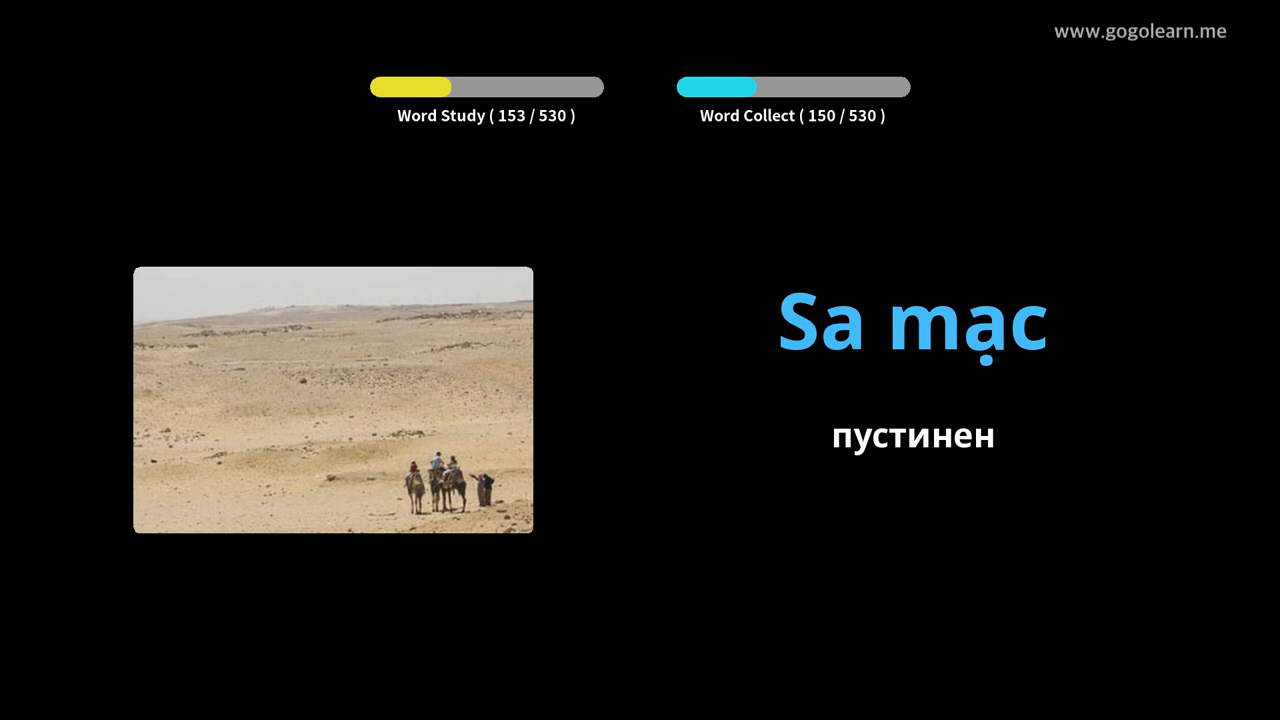 www.gogolearn.me
Word Study ( 153 / 530 )
Word Collect ( 150 / 530 )
Sa mạc
пустинен